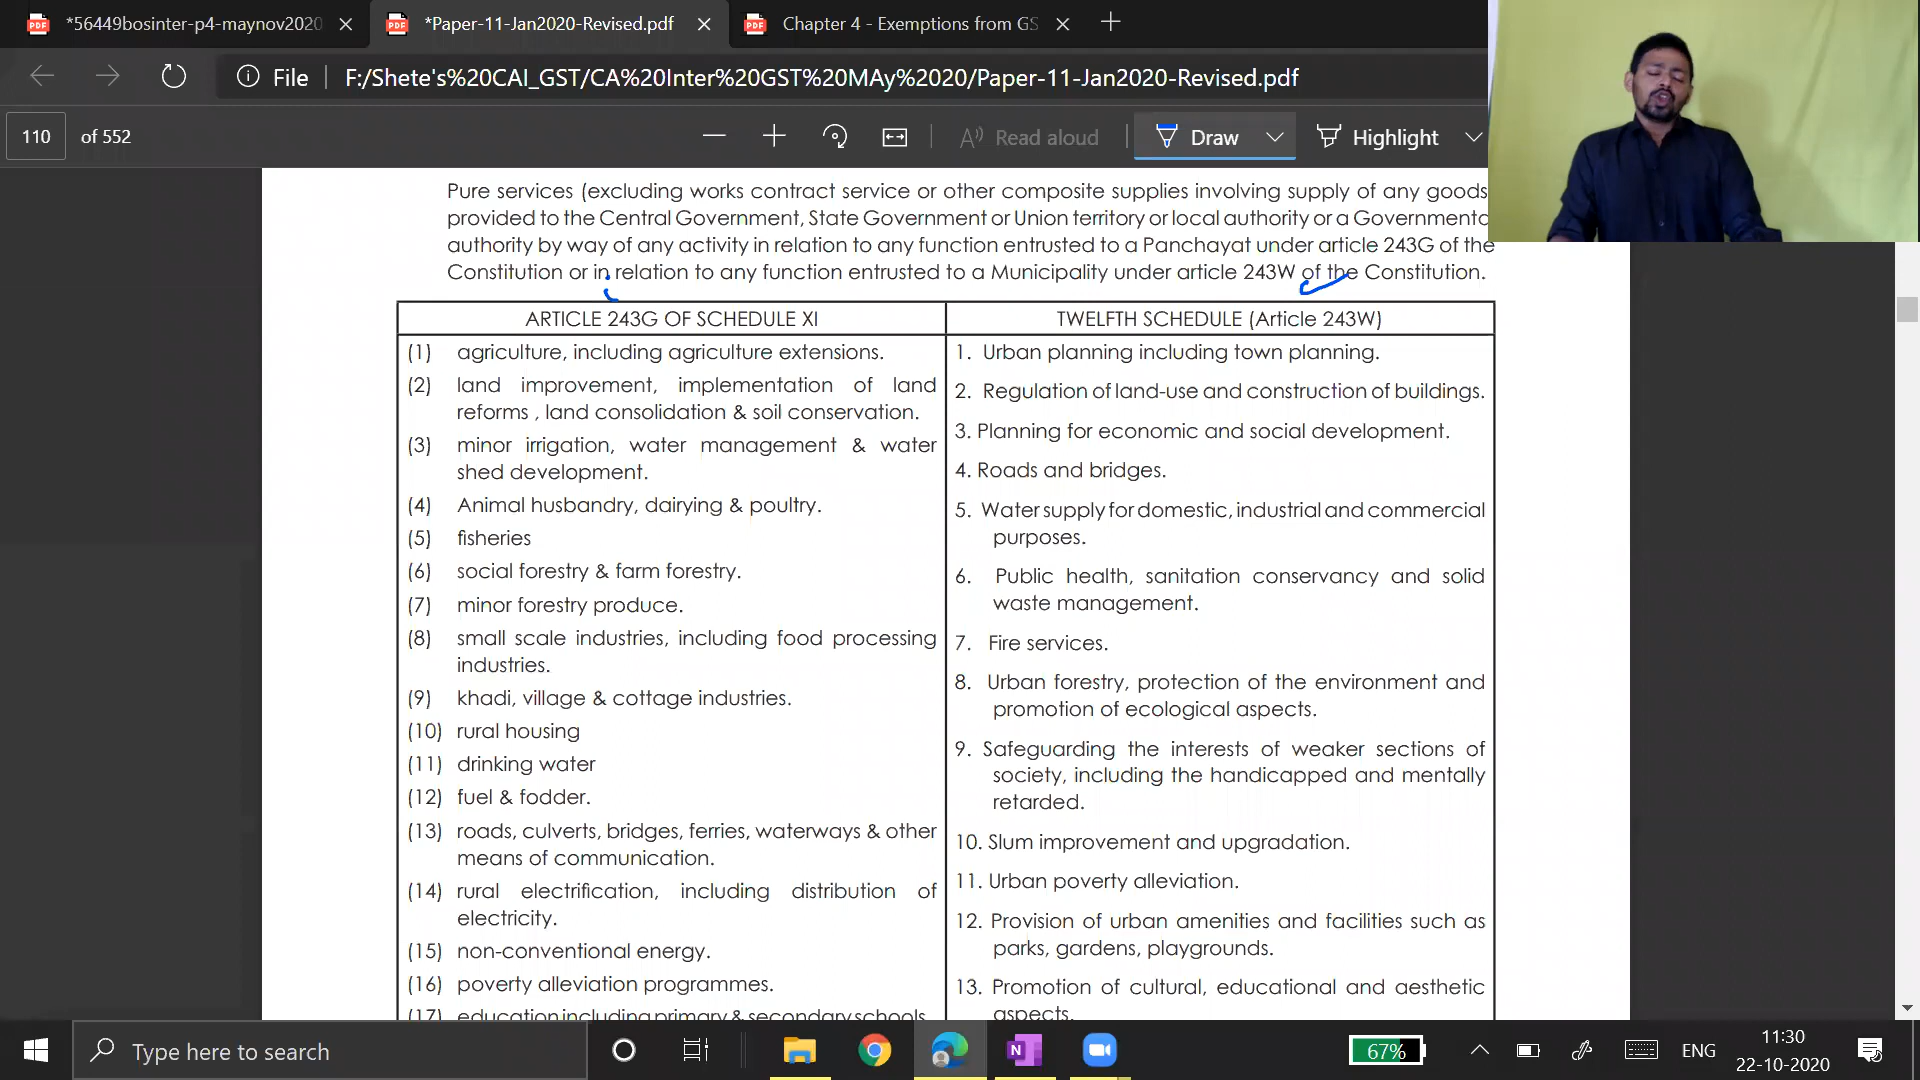 *56449bosinter-p4-maynov2020
*Paper-11-Jan2020-Revised.pdf
Chapter 4 - Exemptions from GS
File
F:/Shete's%20CAI_GST/CA%20Inter%20GST%20MAy%2020/Paper-11-Jan2020-Revised.pdf
110 of 552
Read aloud
Draw
Highlight
Pure services (excluding works contract service or other composite supplies involving supply of any goods
provided to the Central Government, State Government or Union territory or local authority or a Governmenta
authority by way of any activity in relation to any function entrusted to a Panchayat under article 243G of the
Constitution or in relation to any function entrusted to a Municipality under article 243W of the Constitution.
ARTICLE 243G OF SCHEDULE XI
(1) agriculture, including agriculture extensions.
(2) land improvement, implementation of land
reforms , land consolidation & soil conservation.
(3) minor irrigation, water management & water
shed development.
(4) Animal husbandry, dairying & poultry.
(5) fisheries
(6) social forestry & farm forestry.
(7) minor forestry produce.
(8) small scale industries, including food processing
industries.
(9) khadi, village & cottage industries.
(10) rural housing
(11) drinking water
(12) fuel & fodder.
(13) roads, culverts, bridges, ferries, waterways & other
means of communication.
(14) rural electrification, including distribution of
electricity.
(15) non-conventional energy.
(16) poverty alleviation programmes.
(17) education including primary & secondary schools
TWELFTH SCHEDULE (Article 243W)
1. Urban planning including town planning.
2. Regulation of land-use and construction of buildings.
3. Planning for economic and social development.
4. Roads and bridges.
5. Water supply for domestic, industrial and commercial
purposes.
6. Public health, sanitation conservancy and solid
waste management.
7. Fire services.
8. Urban forestry, protection of the environment and
promotion of ecological aspects.
9. Safeguarding the interests of weaker sections of
society, including the handicapped and mentally
retarded.
10. Slum improvement and upgradation.
11. Urban poverty alleviation.
12. Provision of urban amenities and facilities such as
parks, gardens, playgrounds.
13. Promotion of cultural, educational and aesthetic
aspects.
Type here to search
67%
ENG
11:30
22-10-2020